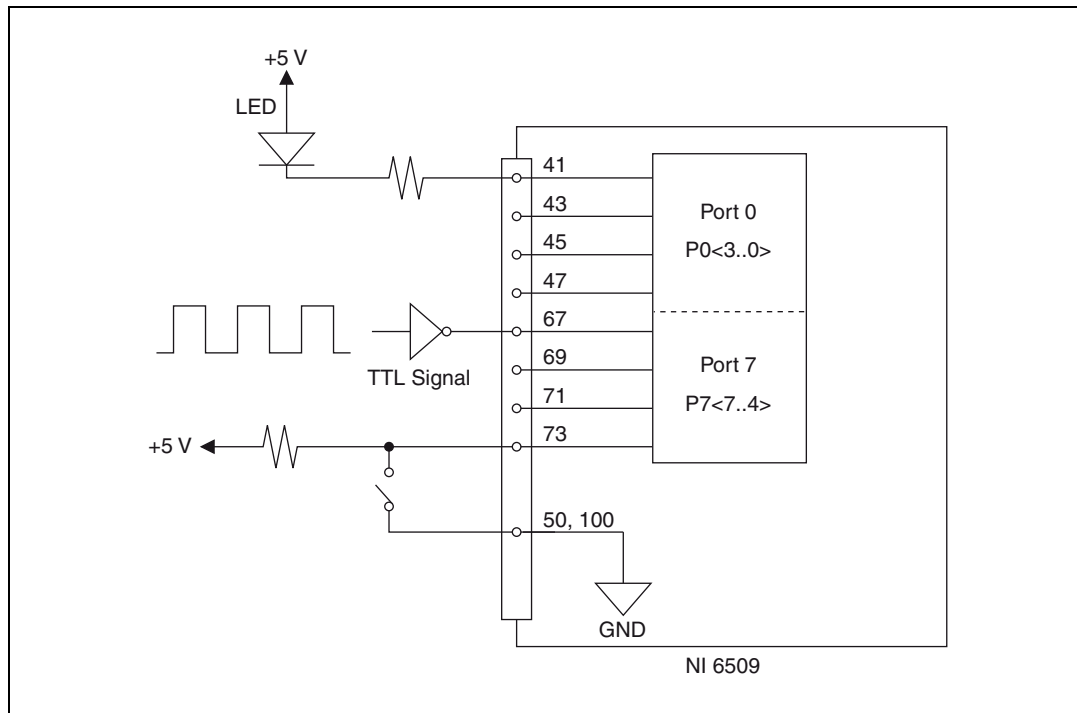 +5 V
LED
41
43
45
47
67
69
71
73
50, 100
Port 0
P0<3..0>
Port 7
P7<7..4>
TTL Signal
+5 V
GND
NI 6509